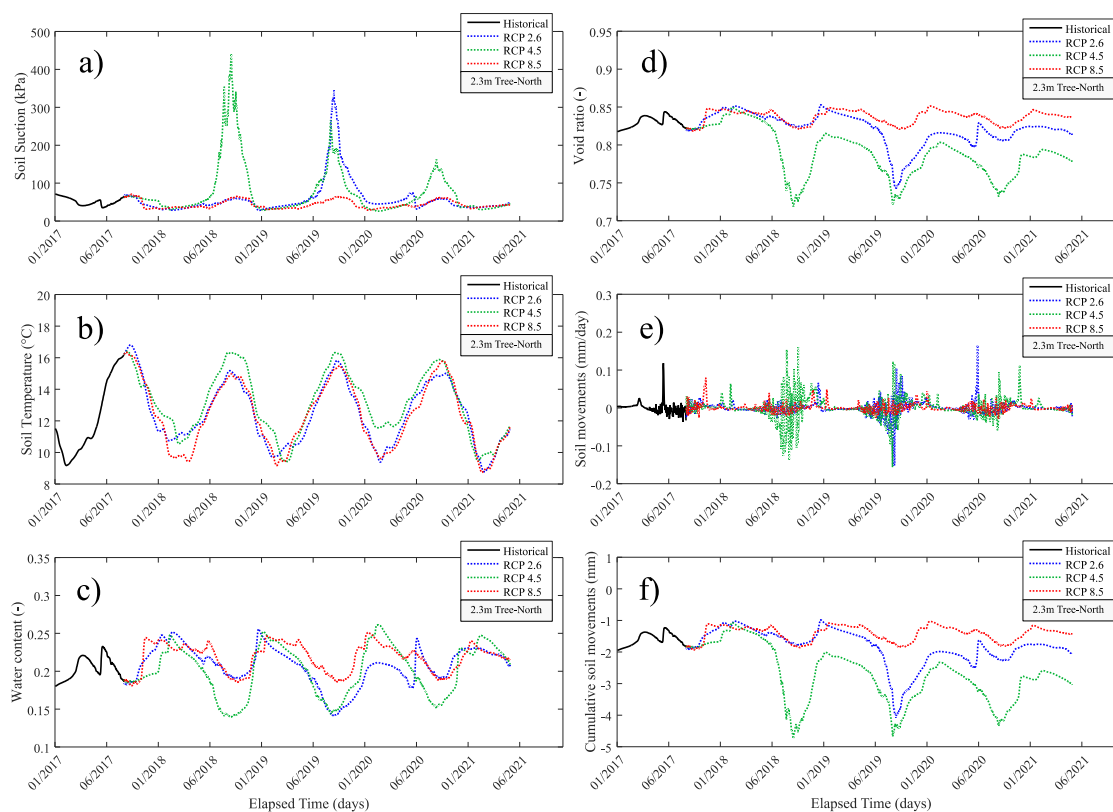 a)
Historical
RCP 2.6
RCP 4.5
RCP 8.5
2.3m Tree-North
Soil Suction (kPa)
500
400
300
200
100
0
01/2017
06/2017
01/2018
06/2018
01/2019
06/2019
01/2020
06/2020
01/2021
06/2021
d)
Historical
RCP 2.6
RCP 4.5
RCP 8.5
2.3m Tree-North
Void ratio (-)
0.95
0.9
0.85
0.8
0.75
0.7
01/2017
06/2017
01/2018
06/2018
01/2019
06/2019
01/2020
06/2020
01/2021
06/2021
b)
Historical
RCP 2.6
RCP 4.5
RCP 8.5
2.3m Tree-North
Soil Temperature (°C)
20
18
16
14
12
10
8
01/2017
06/2017
01/2018
06/2018
01/2019
06/2019
01/2020
06/2020
01/2021
06/2021
e)
Historical
RCP 2.6
RCP 4.5
RCP 8.5
2.3m Tree-North
Soil movements (mm/day)
0.3
0.2
0.1
0
-0.1
-0.2
01/2017
06/2017
01/2018
06/2018
01/2019
06/2019
01/2020
06/2020
01/2021
06/2021
c)
Historical
RCP 2.6
RCP 4.5
RCP 8.5
2.3m Tree-North
Water content (-)
0.35
0.3
0.25
0.2
0.15
0.1
01/2017
06/2017
01/2018
06/2018
01/2019
06/2019
01/2020
06/2020
01/2021
06/2021
Elapsed Time (days)
f)
Historical
RCP 2.6
RCP 4.5
RCP 8.5
2.3m Tree-North
Cumulative soil movements (mm)
1
0
-1
-2
-3
-4
-5
01/2017
06/2017
01/2018
06/2018
01/2019
06/2019
01/2020
06/2020
01/2021
06/2021
Elapsed Time (days)